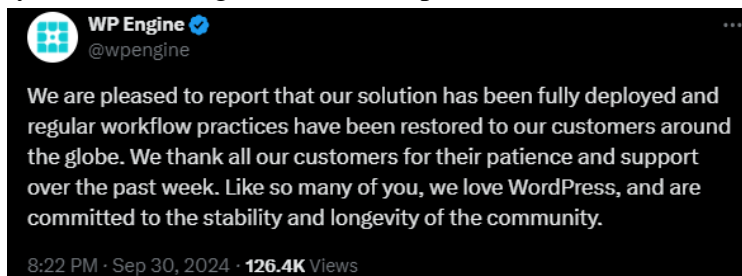 WP Engine
@wpengine
We are pleased to report that our solution has been fully deployed and
regular workflow practices have been restored to our customers around
the globe. We thank all our customers for their patience and support
over the past week. Like so many of you, we love WordPress, and are
committed to the stability and longevity of the community.
8:22 PM · Sep 30, 2024 · 126.4K Views